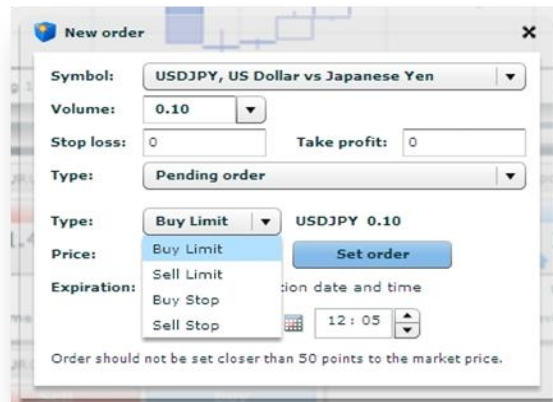 New order
Symbol: USDJPY, US Dollar vs Japanese Yen
Volume: 0.10
Stop loss: 0 Take profit: 0
Type: Pending order
Type: Buy Limit USDJPY 0.10
Buy Limit
Price: Set order
Sell Limit
Expiration: date and time
Buy Stop
Sell Stop 12:05
Order should not be set closer than 50 points to the market price.